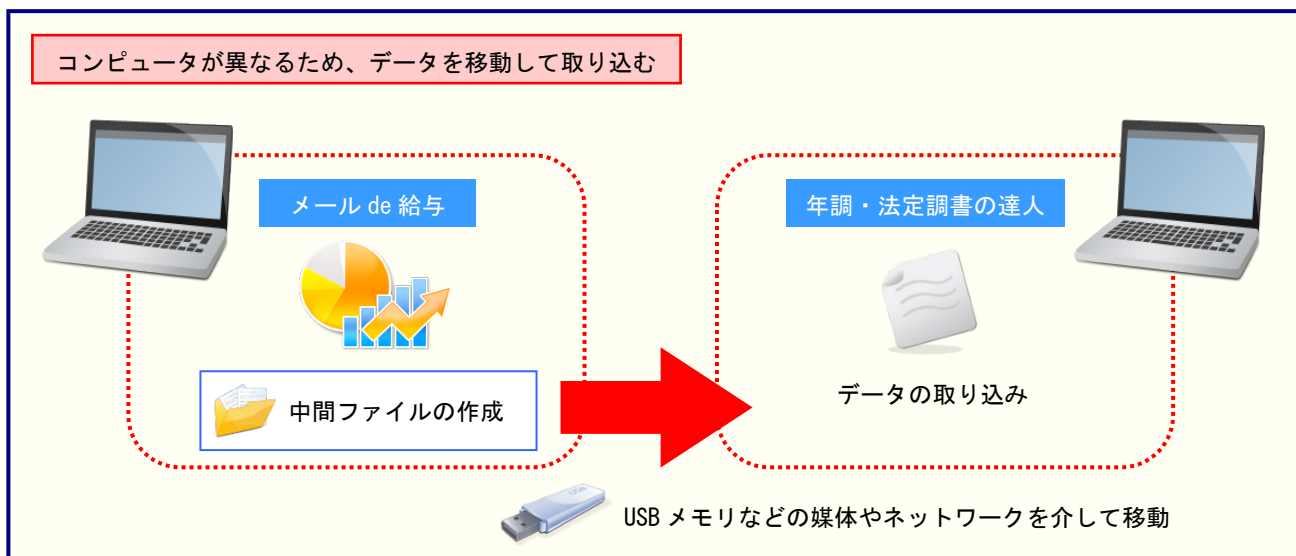 コンピュータが異なるため、データを移動して取り込む
メール de 給与
年調・法定調書の達人
中間ファイルの作成
データの取り込み
USB
USB メモリなどの媒体やネットワークを介して移動